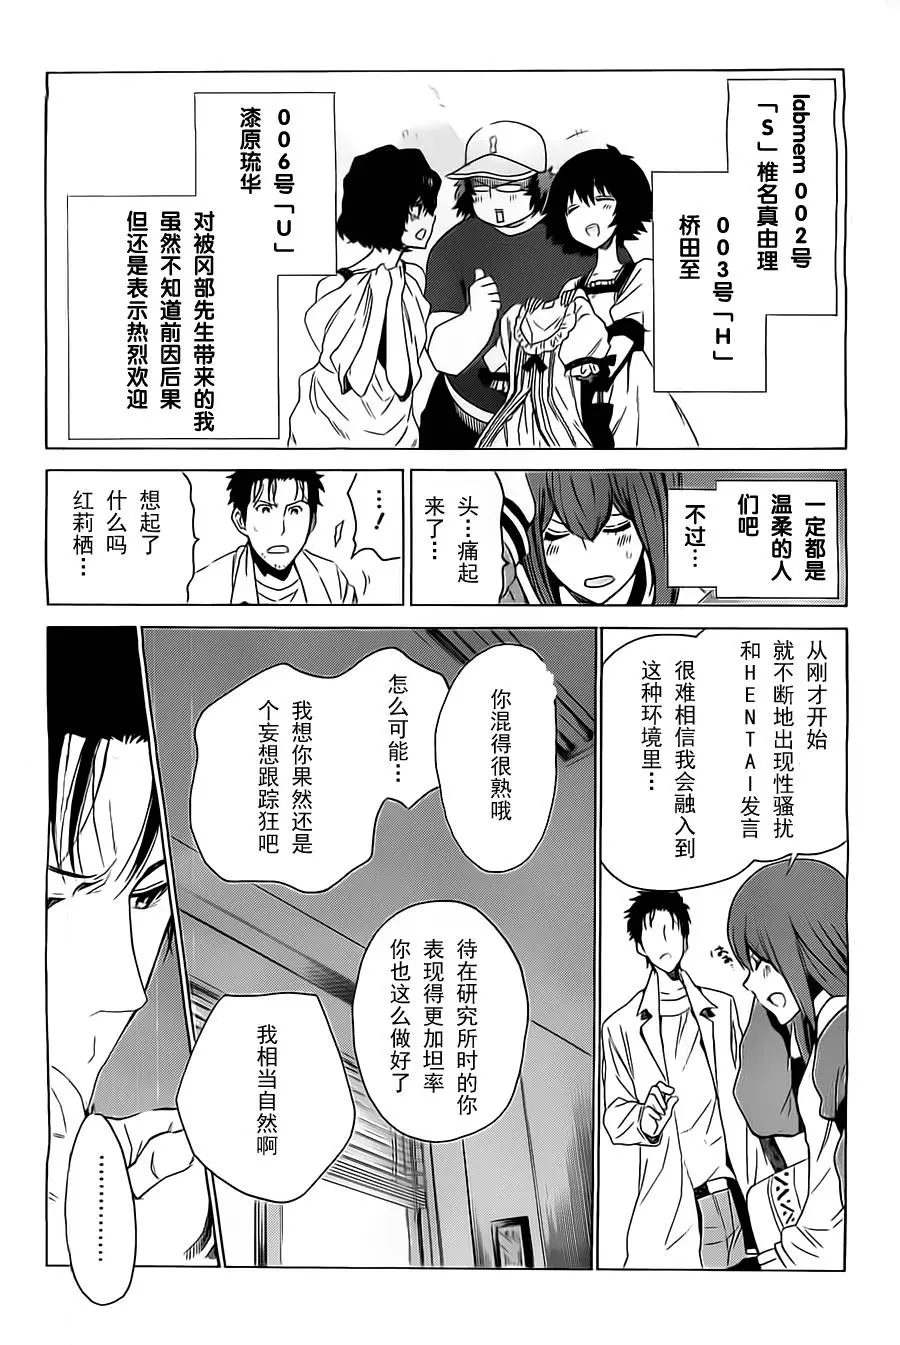 labmem 002号
「S」椎名真由理
003号「H」
桥田至
006号「U」
漆原琉华
对被冈部先生带来的我
虽然不知道前因后果
但还是表示热烈欢迎
一定都是
温柔的人
们吧
不过…
头…痛起
来了…
…!
想起了
什么吗
红莉栖…
从刚才开始
就不断地出现性骚扰
和HENTAI发言
很难相信我会融入到
这种环境里…
你混得很熟哦
怎么可能…
我想你果然还是
个妄想跟踪狂吧
待在研究所时的你
表现得更加坦率
你也这么做好了
我相当自然啊
…………